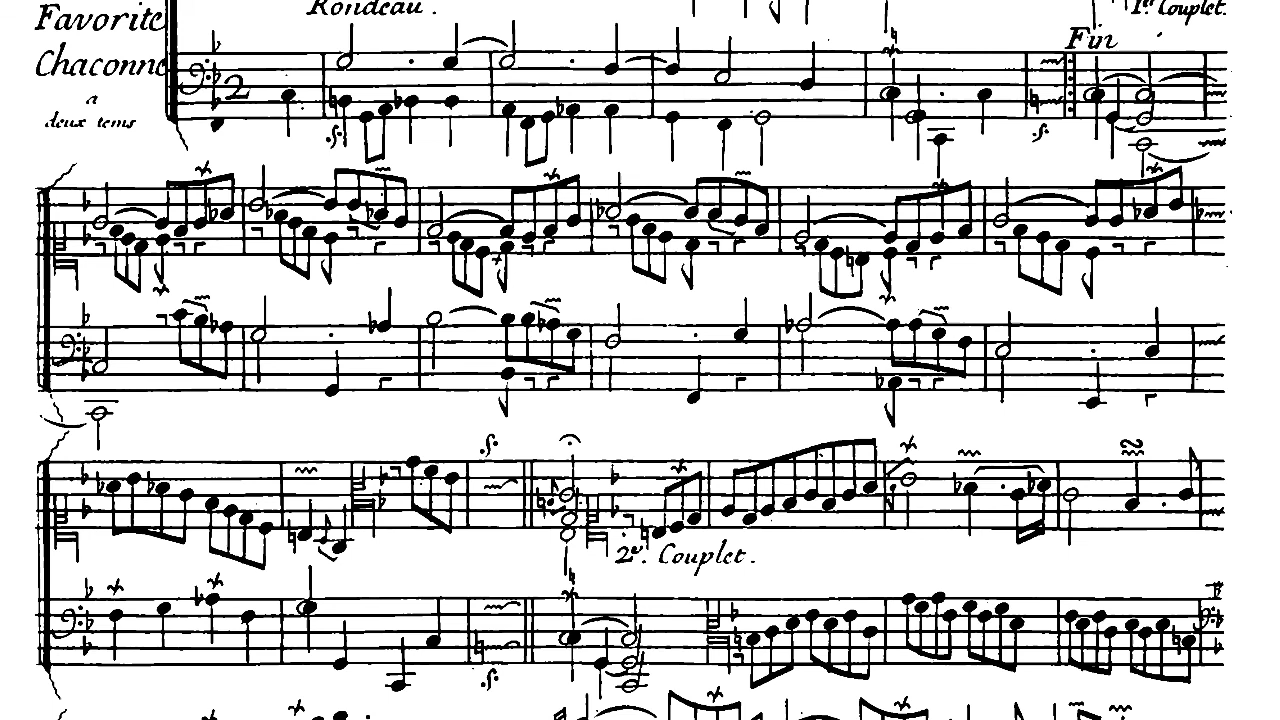 Rondeau.
1er Couplet.
Favorite
Chaconne
a
deux tems
Fin
2e. Couplet.